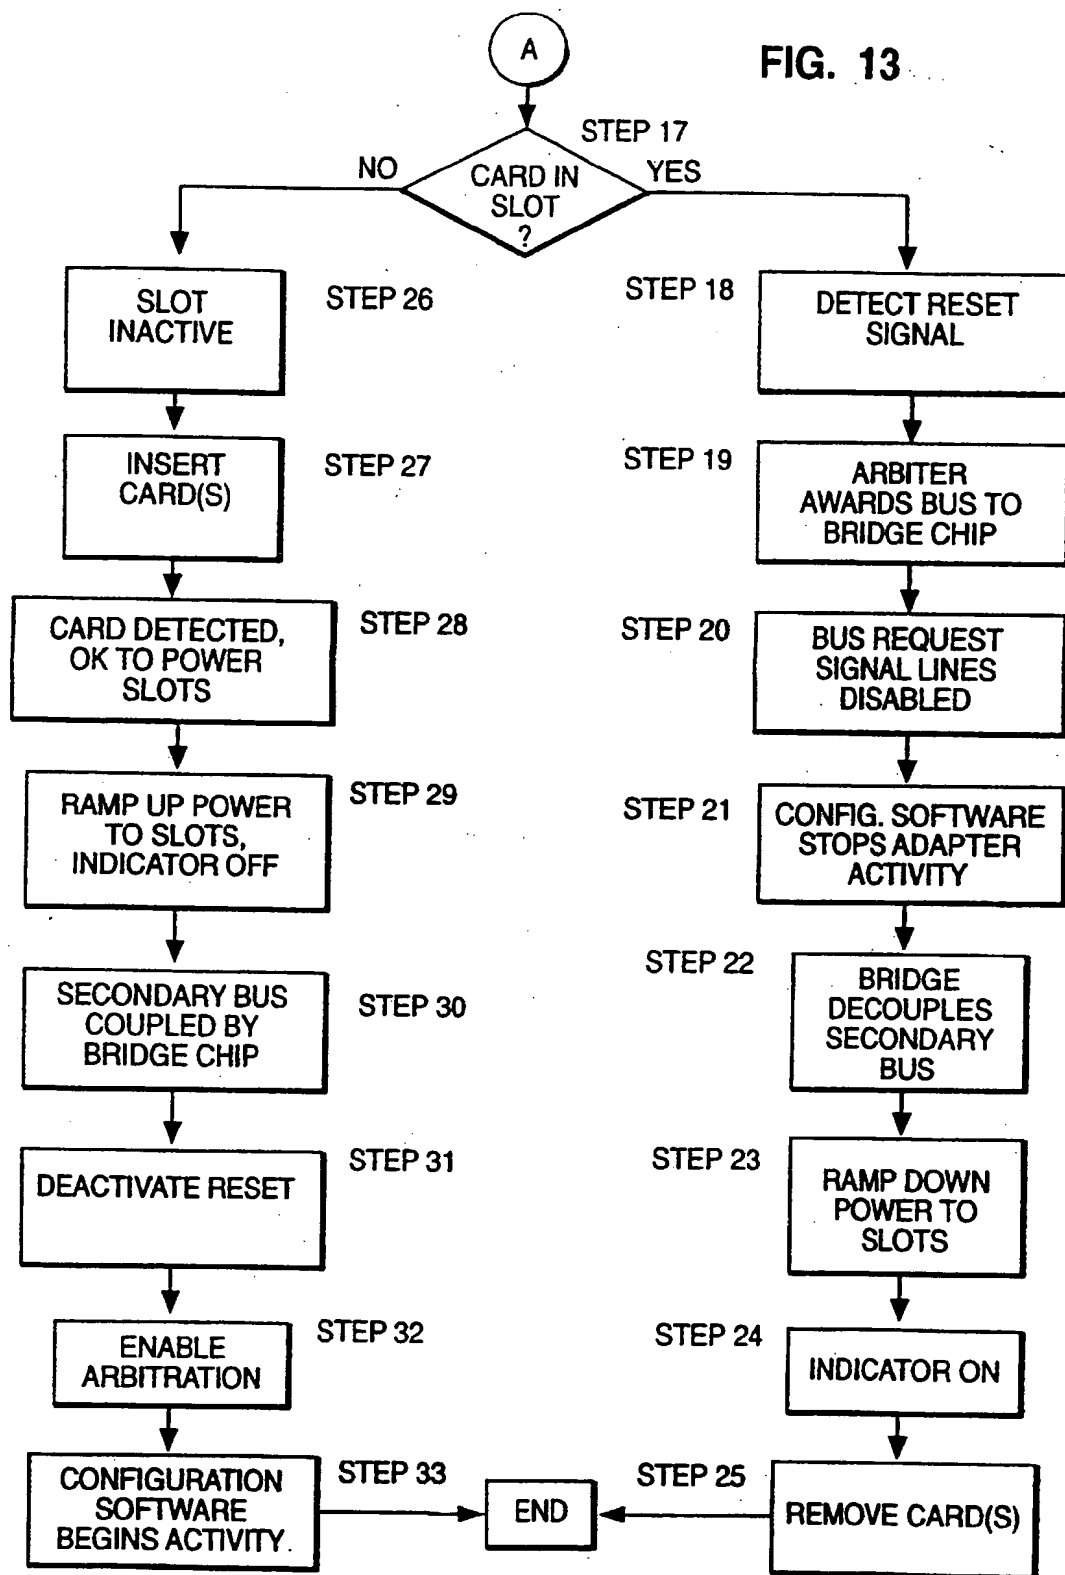 A
FIG. 13
STEP 17
NO
CARD IN
SLOT
?
YES
SLOT
INACTIVE
STEP 26
INSERT
CARD(S)
STEP 27
CARD DETECTED,
OK TO POWER
SLOTS
STEP 28
RAMP UP POWER
TO SLOTS,
INDICATOR OFF
STEP 29
SECONDARY BUS
COUPLED BY
BRIDGE CHIP
STEP 30
DEACTIVATE RESET
STEP 31
ENABLE
ARBITRATION
STEP 32
CONFIGURATION
SOFTWARE
BEGINS ACTIVITY.
STEP 33
STEP 18
DETECT RESET
SIGNAL
STEP 19
ARBITER
AWARDS BUS TO
BRIDGE CHIP
STEP 20
BUS REQUEST
SIGNAL LINES
DISABLED
STEP 21
CONFIG. SOFTWARE
STOPS ADAPTER
ACTIVITY
STEP 22
BRIDGE
DECOUPLES
SECONDARY
BUS
STEP 23
RAMP DOWN
POWER TO
SLOTS
STEP 24
INDICATOR ON
STEP 25
REMOVE CARD(S)
END